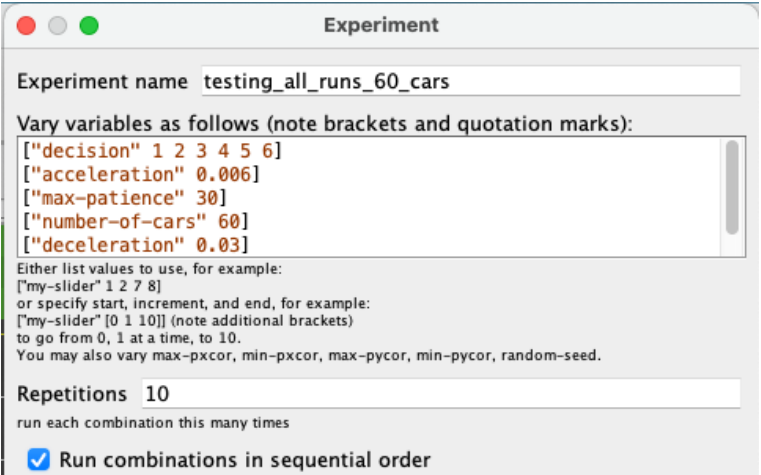 Experiment
Experiment name testing_all_runs_60_cars
Vary variables as follows (note brackets and quotation marks):
["decision" 1 2 3 4 5 6]
["acceleration" 0.006]
["max-patience" 30]
["number-of-cars" 60]
["deceleration" 0.03]
Either list values to use, for example:
["my-slider" 1 2 7 8]
or specify start, increment, and end, for example:
["my-slider" [0 1 10]] (note additional brackets)
to go from 0, 1 at a time, to 10.
You may also vary max-pxcor, min-pxcor, max-pycor, min-pycor, random-seed.
Repetitions 10
run each combination this many times
Run combinations in sequential order